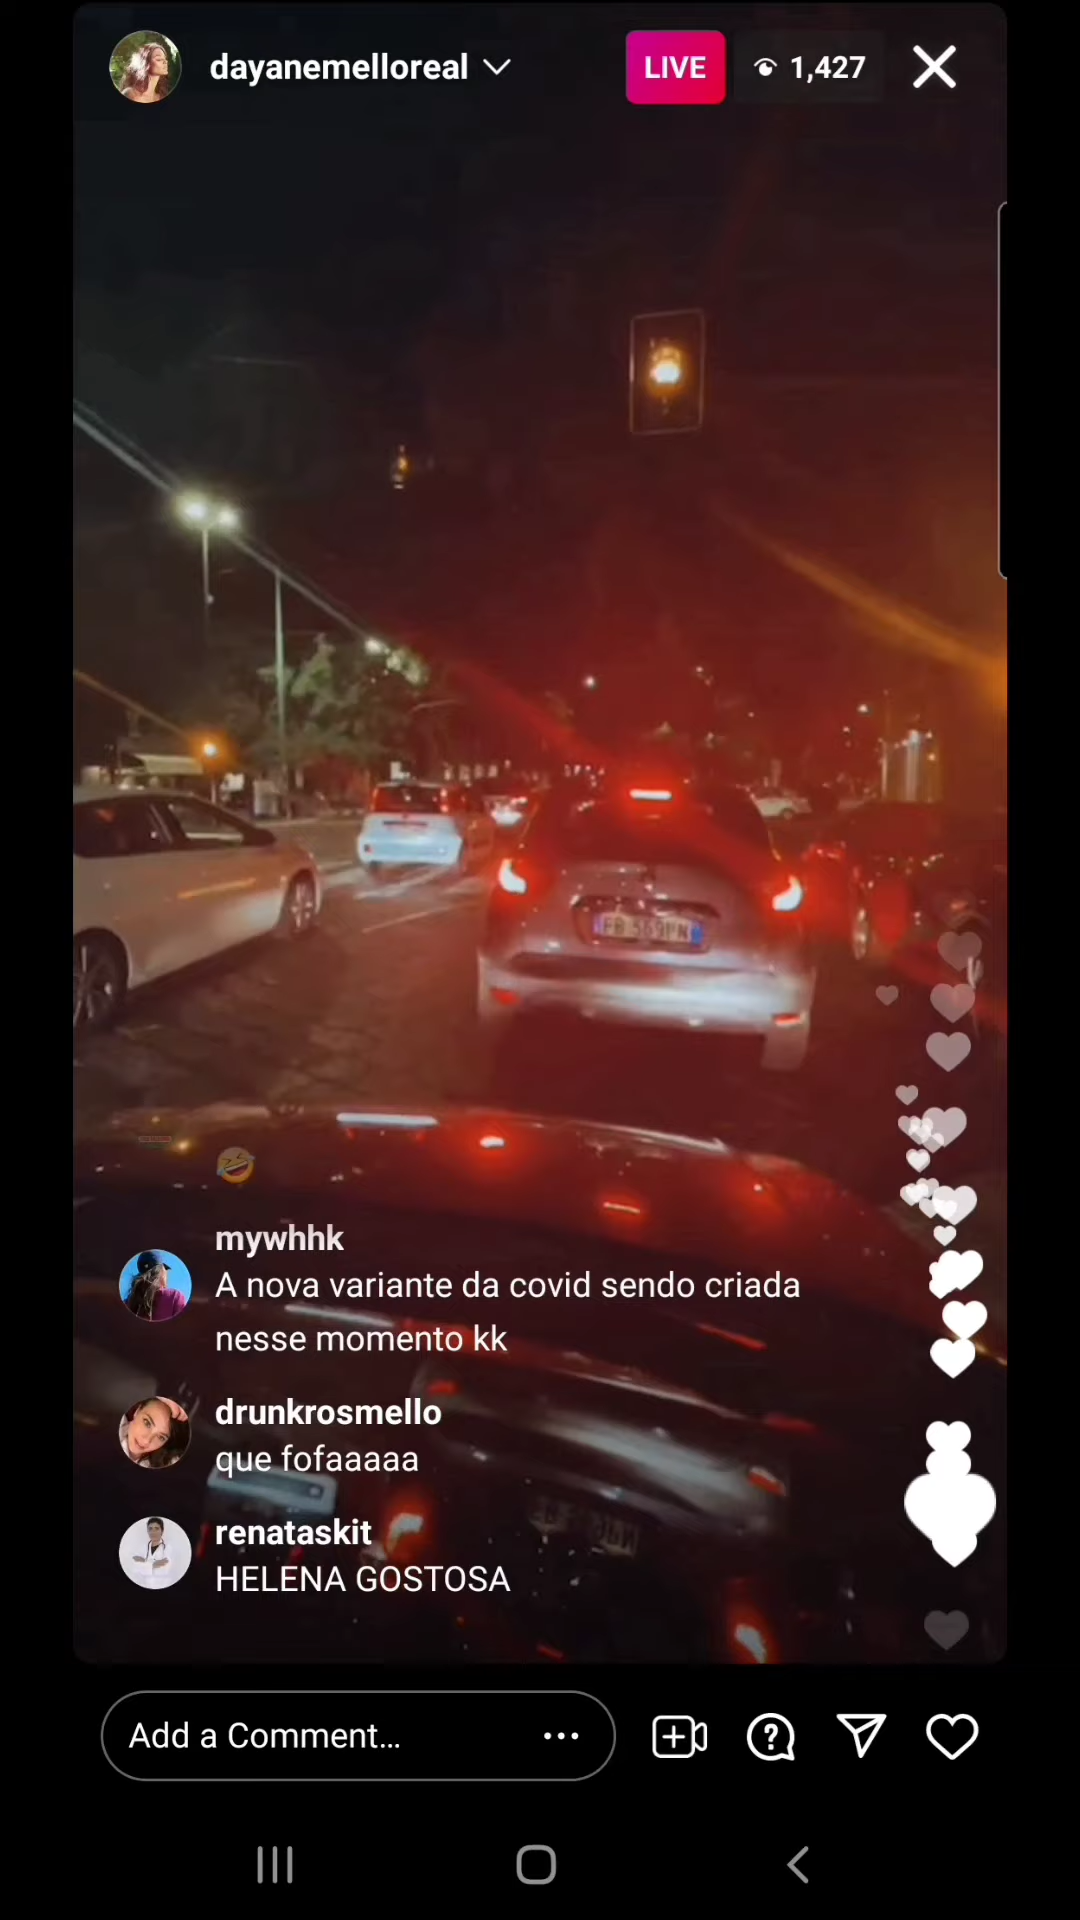 dayanemelloreal
LIVE
1,427
mywhhk
A nova variante da covid sendo criada
nesse momento kk
drunkrosmello
que fofaaaaa
renataskit
HELENA GOSTOSA
Add a Comment...